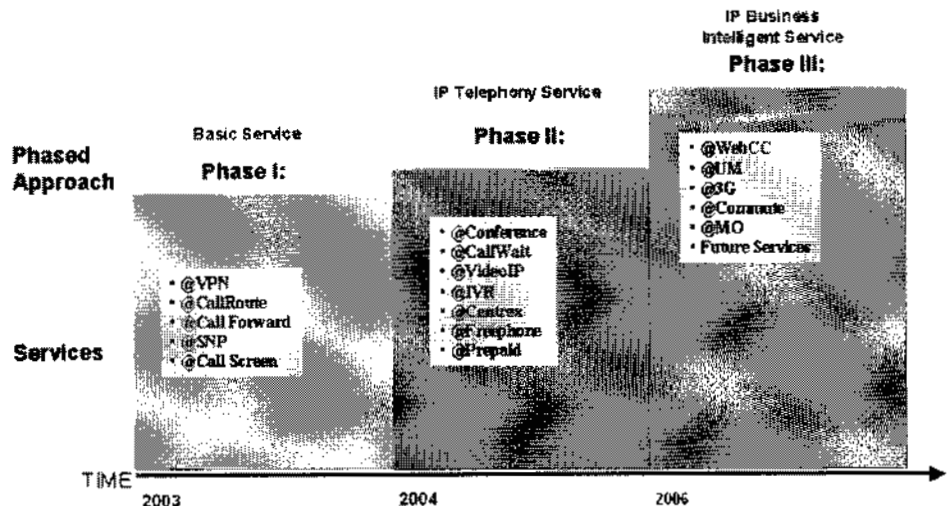 IP Business
Intelligent Service
Phase III:
IP Telephony Service
Phase II:
Basic Service
Phase I:
Phased
Approach
@WebCC
@UM
@3G
@Commute
@MO
Future Services
@Conference
@CallWait
@VideoIP
@IVR
@Centrex
@Freephone
@Prepaid
@VPN
@CallRoute
@Call Forward
@SNP
@Call Screen
Services
TIME
2003
2004
2006